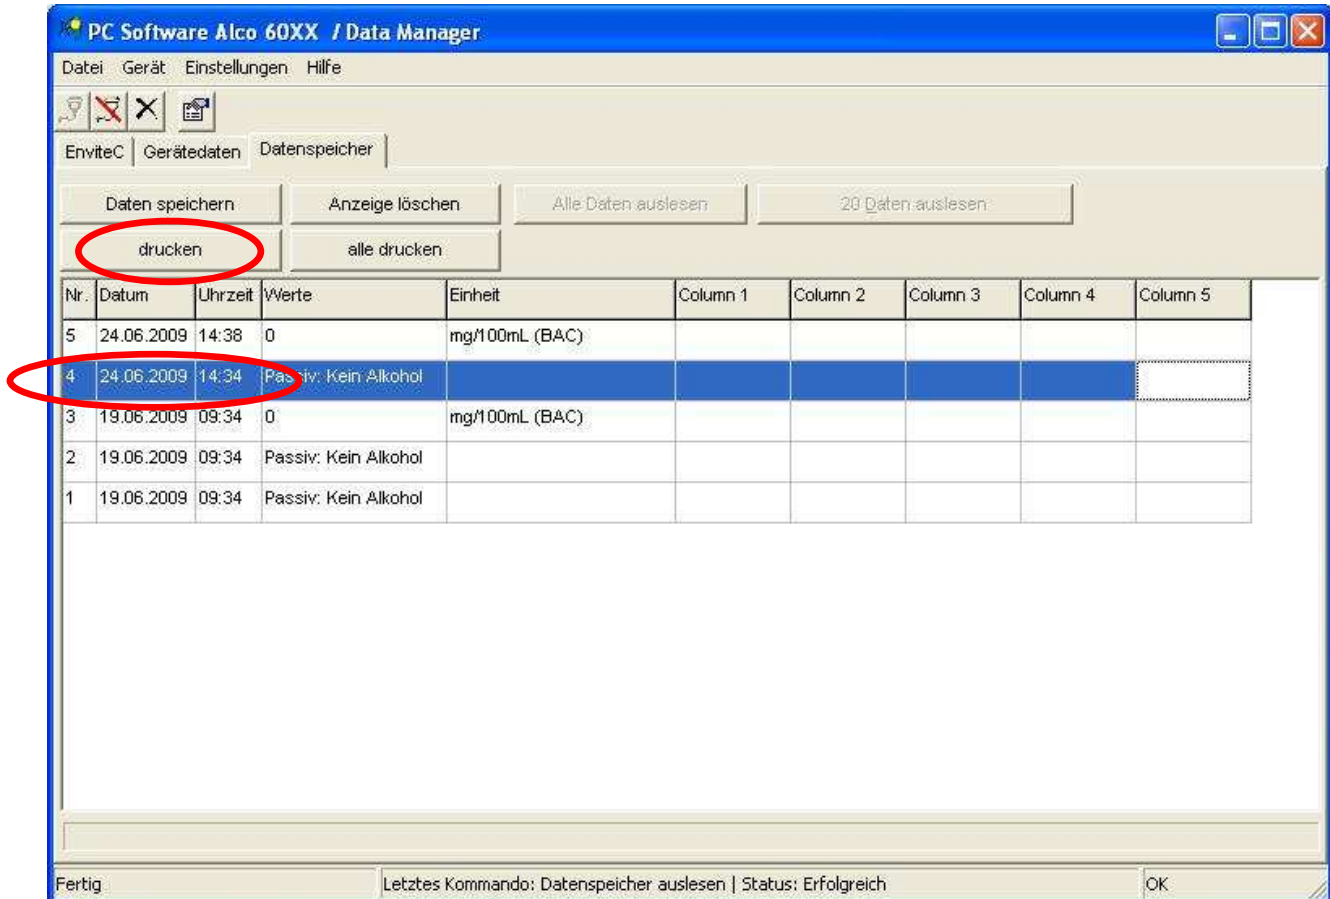 PC Software Alco 60XX / Data Manager
Datei Gerät Einstellungen Hilfe
EnviteC Gerätedaten Datenspeicher
Daten speichern Anzeige löschen Alle Daten auslesen 20 Daten auslesen
drucken alle drucken
Nr. Datum Uhrzeit Werte Einheit Column 1 Column 2 Column 3 Column 4 Column 5
5 24.06.2009 14:38 0 mg/100mL (BAC)
4 24.06.2009 14:34 Passiv: Kein Alkohol
3 19.06.2009 09:34 0 mg/100mL (BAC)
2 19.06.2009 09:34 Passiv: Kein Alkohol
1 19.06.2009 09:34 Passiv: Kein Alkohol
Fertig Letztes Kommando: Datenspeicher auslesen | Status: Erfolgreich OK